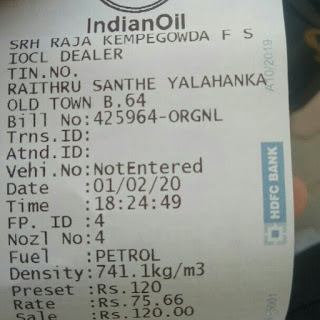 IndianOil
SRH RAJA KEMPEGOWDA F S
IOCL DEALER
TIN.NO.
RAITHRU SANTHE YALAHANKA
OLD TOWN B.64
Bill No:425964-ORGNL
Trns.ID:
Atnd.ID:
Vehi.No:NotEntered
Date :01/02/20
Time :18:24:49
FP. ID :4
Nozl No:4
Fuel :PETROL
Density:741.1kg/m3
Preset :Rs.120
Rate :Rs.75.66
Sale :Rs.120.00
A10/2019
HDFC BANK